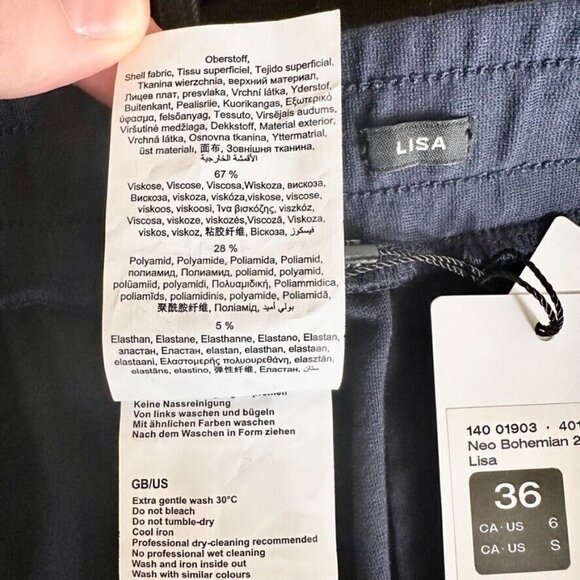 Oberstoff,
Shell fabric, Tissu superficiel, Tejido superficial,
Tkanina wierzchnia, верхний материал,
Лицев плат, presvlaka, Vrchní látka, Yderstof,
Buitenkant, Pealisriie, Kuorikangas, Εξωτερικό
ύφασμα, felsőanyag, Tessuto, Virsējais audums,
Viršutinė medžiaga, Dekkstoff, Material exterior,
Vrchná látka, Osnovna tkanina, Yttermatrial,
üst materialı, 面布, Зовнішня тканина,
الأقمشة الخارجية
67 %
Viskose, Viscose, Viscosa, Wiskoza, вискоза,
Вискоза, viskoza, viskóza, viskose, viscose,
viskoos, viskoosi, Ίνα βισκόζης, viszkóz,
Viscosa, viskoze, viskozės, Viscoză, Viskoza,
viskos, viskoz, 粘胶纤维, Віскоза, فيسكوز
28 %
Polyamid, Polyamide, Poliamida, Poliamid,
полиамид, Полиамид, poliamid, polyamid,
polüamiid, polyamidi, Πολυαμιδική, Poliammidica,
poliamīds, poliamidinis, polyamide, Poliamidă,
聚酰胺纤维, Поліамід, بولي أميد
5 %
Elasthan, Elastane, Elasthanne, Elastano, Elastan,
эластан, Еластан, elastan, elasthan, elastaan,
elastaani, Ελαστομερής πολυουρεθάνη, elasztán,
elastāns, elastino, 弹性纤维, Еластан, ستان
Keine Nassreinigung
Von links waschen und bügeln
Mit ähnlichen Farben waschen
Nach dem Waschen in Form ziehen
GB/US
Extra gentle wash 30°C
Do not bleach
Do not tumble-dry
Cool iron
Professional dry-cleaning recommended
No professional wet cleaning
Wash and iron inside out
Wash with similar colours
LISA
140 01903 · 401
Neo Bohemian 2
Lisa
36
CA·US 6
CA·US S